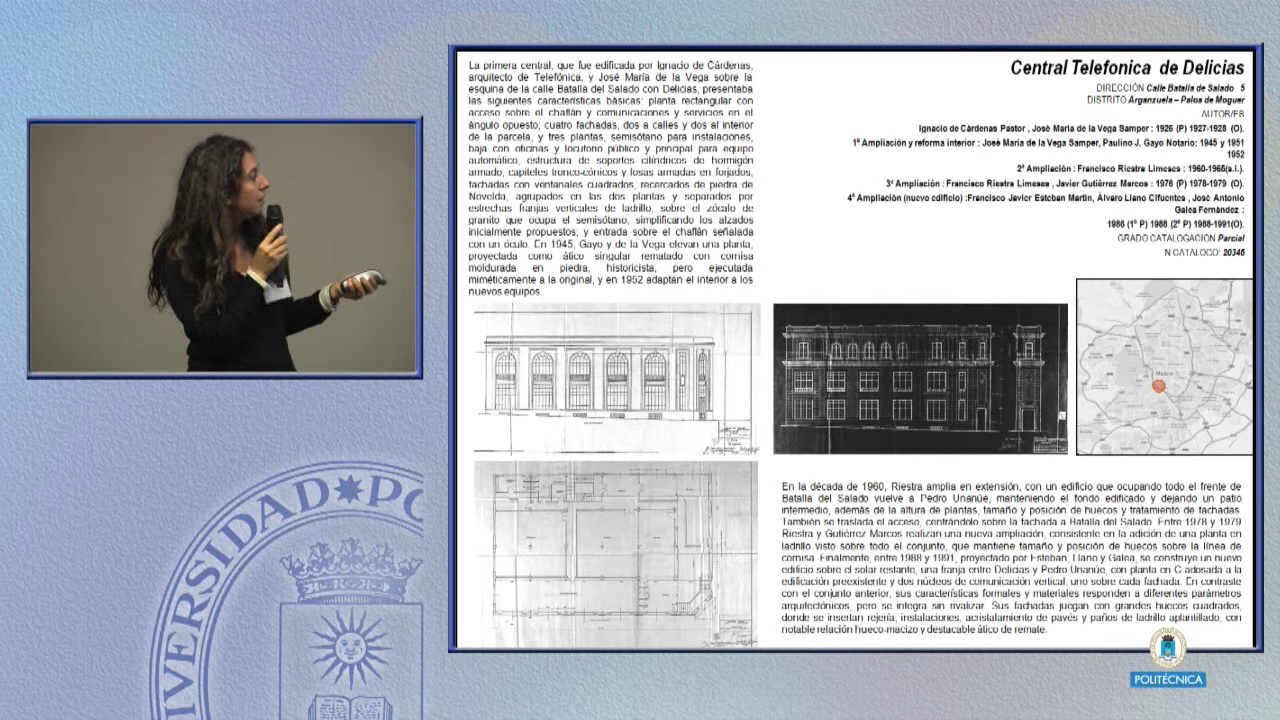 La primera central, que fue edificada por Ignacio de Cárdenas,
arquitecto de Telefónica, y José María de la Vega sobre la
esquina de la calle Batalla del Salado con Delicias, presentaba
las siguientes características básicas: planta rectangular con
acceso sobre el chaflán y comunicaciones y servicios en el
ángulo opuesto; cuatro fachadas, dos a calles y dos al interior
de la parcela, y tres plantas, semisótano para instalaciones,
baja con oficinas y locutorio público y principal para equipo
automático; estructura de soportes cilíndricos de hormigón
armado, capiteles tronco-cónicos y losas armadas en forjados,
fachadas con ventanales cuadrados, recercados de piedra de
Novelda, agrupados en las dos plantas y separados por
estrechas franjas verticales de ladrillo, sobre el zócalo de
granito que ocupa el semisótano, simplificando los alzados
inicialmente propuestos; y entrada sobre el chaflán señalada
con un óculo. En 1945, Gayo y de la Vega elevan una planta,
proyectada como ático singular rematado con cornisa
moldurada en piedra, historicista, pero ejecutada
miméticamente a la original, y en 1952 adaptan el interior a los
nuevos equipos.
Central Telefonica de Delicias
DIRECCIÓN Calle Batalla de Salado 5
DISTRITO Arganzuela – Palos de Moguer
AUTOR/ES
Ignacio de Cárdenas Pastor , José María de la Vega Samper : 1926 (P) 1927-1928 (O).
1ª Ampliación y reforma interior : José María de la Vega Samper, Paulino J. Gayo Notario: 1945 y 1951
1952
2ª Ampliación : Francisco Riestra Limeses : 1960-1965(s.i.).
3ª Ampliación : Francisco Riestra Limeses , Javier Gutiérrez Marcos : 1976 (P) 1978-1979 (O).
4ª Ampliación (nuevo edificio) :Francisco Javier Esteban Martín, Álvaro Llano Cifuentes , José Antonio
Galea Fernández :
1986 (1º P) 1988 (2º P) 1988-1991(O).
GRADO CATALOGACION Parcial
N CATALOGO: 20346
Madrid
En la década de 1960, Riestra amplia en extensión, con un edificio que ocupando todo el frente de
Batalla del Salado vuelve a Pedro Unanúe, manteniendo el fondo edificado y dejando un patio
intermedio, además de la altura de plantas, tamaño y posición de huecos y tratamiento de fachadas.
También se traslada el acceso, centrándolo sobre la fachada a Batalla del Salado. Entre 1978 y 1979
Riestra y Gutiérrez Marcos realizan una nueva ampliación, consistente en la adición de una planta en
ladrillo visto sobre todo el conjunto, que mantiene tamaño y posición de huecos sobre la línea de
cornisa. Finalmente, entre 1988 y 1991, proyectado por Esteban, Llano y Galea, se construye un nuevo
edificio sobre el solar restante, una franja entre Delicias y Pedro Unanúe, con planta en C adosada a la
edificación preexistente y dos núcleos de comunicación vertical, uno sobre cada fachada. En contraste
con el conjunto anterior, sus características formales y materiales responden a diferentes parámetros
arquitectónicos, pero se integra sin rivalizar. Sus fachadas juegan con grandes huecos cuadrados,
donde se insertan rejería, instalaciones, acristalamiento de pavés y paños de ladrillo aplantillado, con
notable relación hueco-macizo y destacable ático de remate.
VERSIDAD PO
POLITÉCNICA